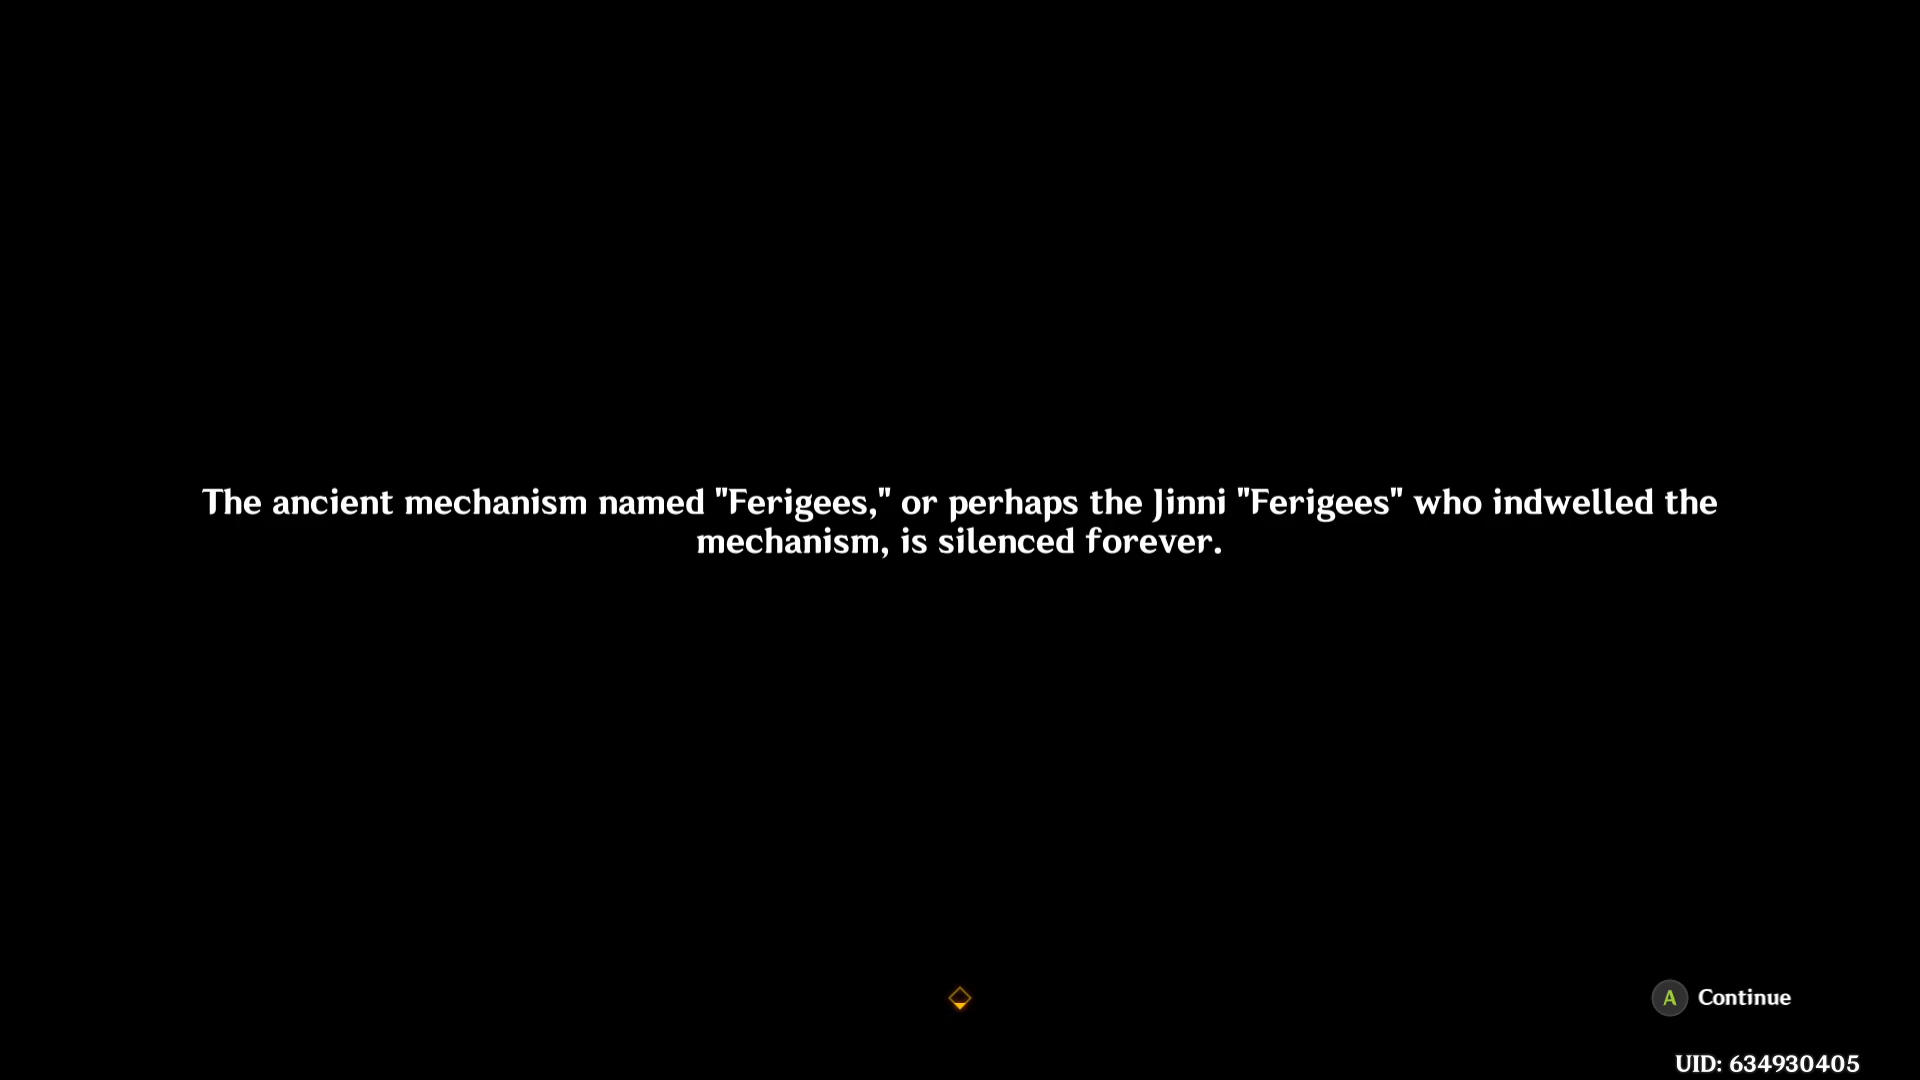 The ancient mechanism named "Ferigees," or perhaps the Jinni "Ferigees" who indwelled the
mechanism, is silenced forever.
A Continue
UID: 634930405